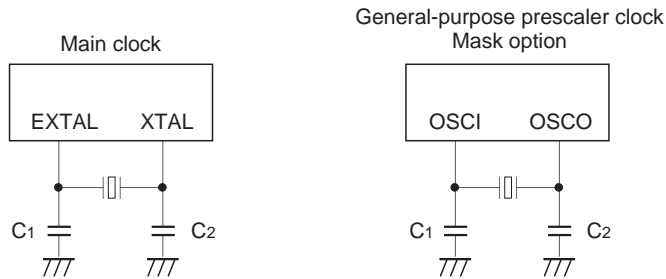 Main clock
EXTAL XTAL
C1 C2
General-purpose prescaler clock
Mask option
OSCI OSCO
C1 C2